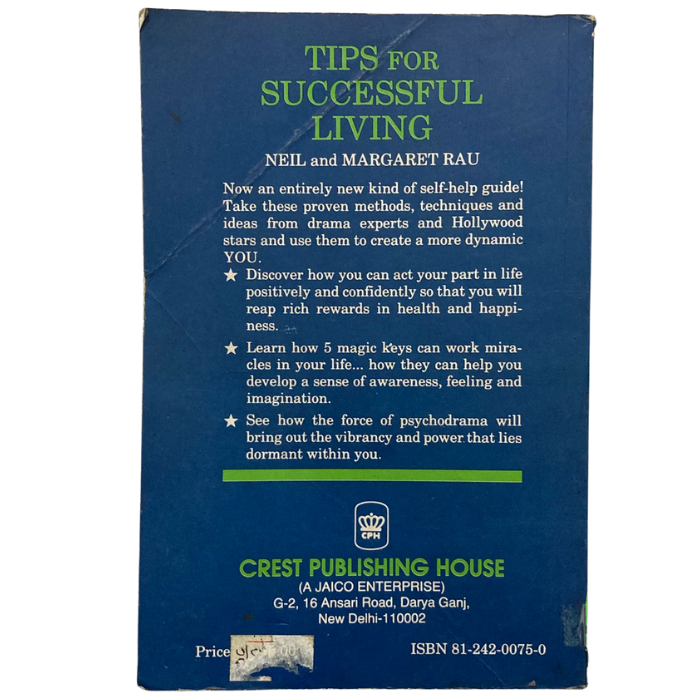 TIPS FOR
SUCCESSFUL
LIVING
NEIL and MARGARET RAU
Now an entirely new kind of self-help guide!
Take these proven methods, techniques and
ideas from drama experts and Hollywood
stars and use them to create a more dynamic
YOU.
★ Discover how you can act your part in life
positively and confidently so that you will
reap rich rewards in health and happi-
ness.
★ Learn how 5 magic keys can work mira-
cles in your life... how they can help you
develop a sense of awareness, feeling and
imagination.
★ See how the force of psychodrama will
bring out the vibrancy and power that lies
dormant within you.
CPH
CREST PUBLISHING HOUSE
(A JAICO ENTERPRISE)
G-2, 16 Ansari Road, Darya Ganj,
New Delhi-110002
Price
ISBN 81-242-0075-0